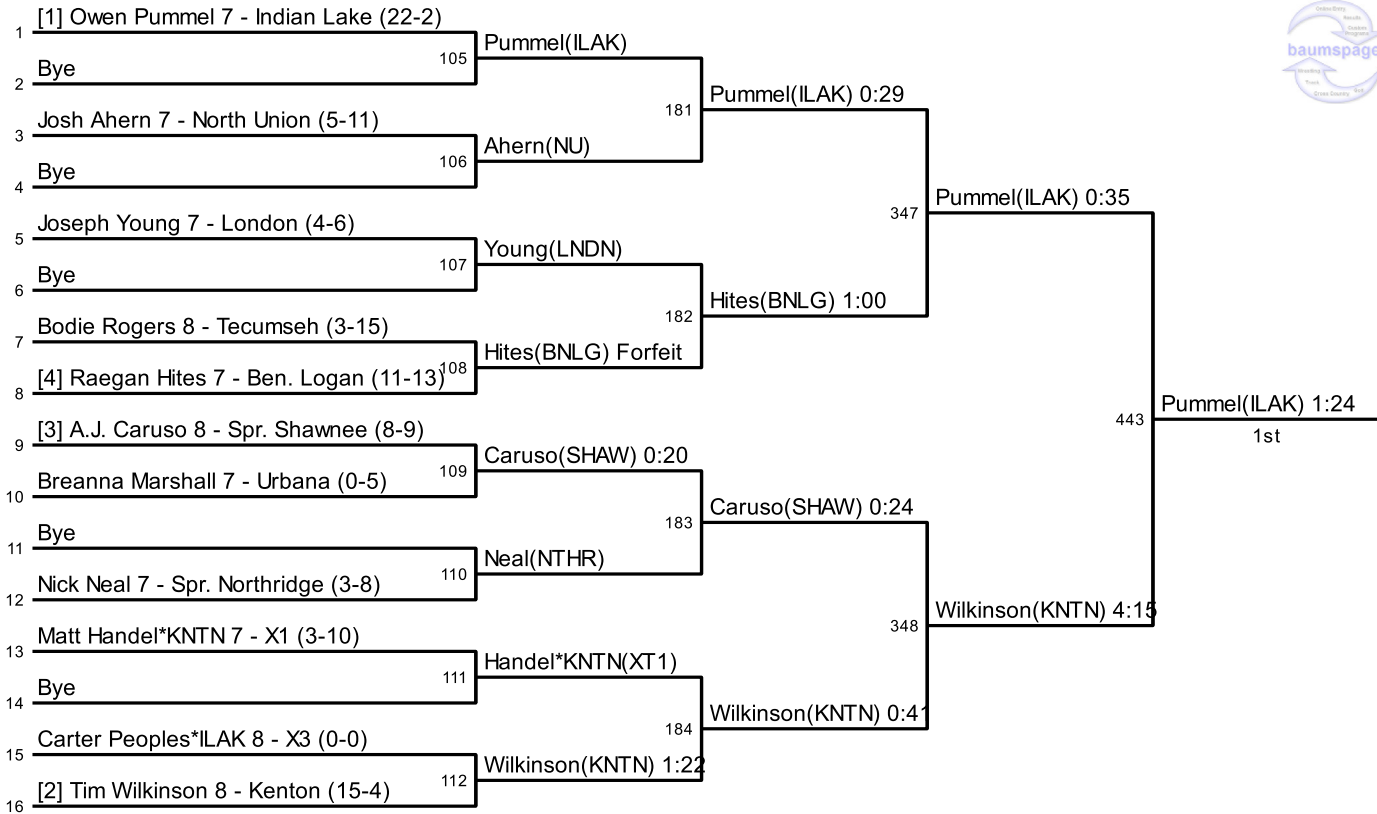 [1] Owen Pummel 7 - Indian Lake (22-2)
1
Pummel(ILAK)
105
Bye
2
Pummel(ILAK) 0:29
181
Josh Ahern 7 - North Union (5-11)
3
Ahern(NU)
106
Bye
4
Pummel(ILAK) 0:35
347
Joseph Young 7 - London (4-6)
5
Young(LNDN)
107
Bye
6
Hites(BNLG) 1:00
182
Bodie Rogers 8 - Tecumseh (3-15)
7
Hites(BNLG) Forfeit
108
[4] Raegan Hites 7 - Ben. Logan (11-13)
8
Pummel(ILAK) 1:24
443
1st
[3] A.J. Caruso 8 - Spr. Shawnee (8-9)
9
Caruso(SHAW) 0:20
109
Breanna Marshall 7 - Urbana (0-5)
10
Caruso(SHAW) 0:24
183
Bye
11
Neal(NTHR)
110
Nick Neal 7 - Spr. Northridge (3-8)
12
Wilkinson(KNTN) 4:15
348
Matt Handel*KNTN 7 - X1 (3-10)
13
Handel*KNTN(XT1)
111
Bye
14
Wilkinson(KNTN) 0:41
184
Carter Peoples*ILAK 8 - X3 (0-0)
15
Wilkinson(KNTN) 1:22
112
[2] Tim Wilkinson 8 - Kenton (15-4)
16
baumspage